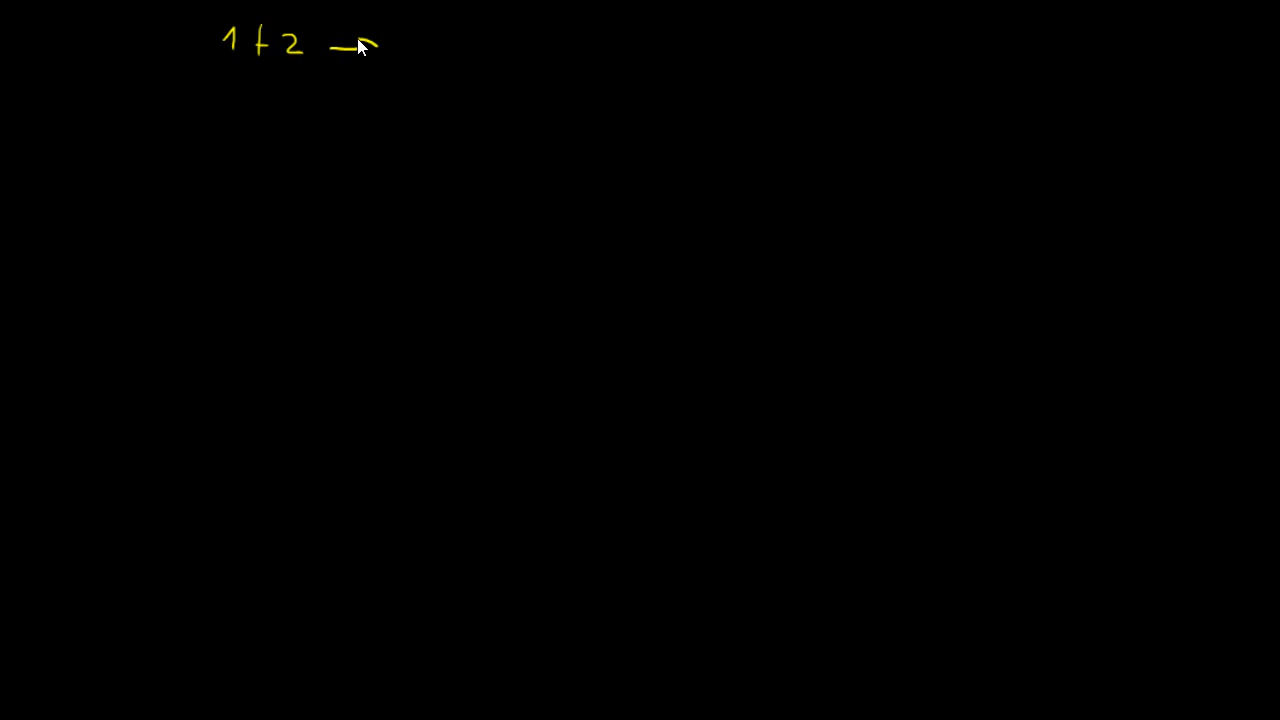 1 + 2 →